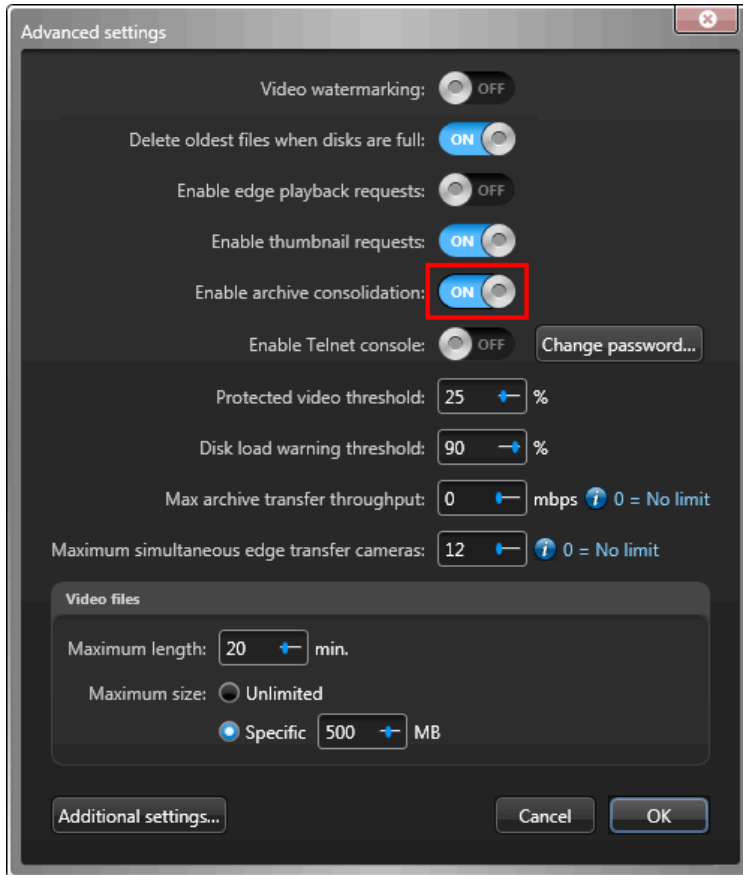 Advanced settings
Video watermarking: OFF
Delete oldest files when disks are full: ON
Enable edge playback requests: OFF
Enable thumbnail requests: ON
Enable archive consolidation: ON
Enable Telnet console: OFF Change password...
Protected video threshold: 25 %
Disk load warning threshold: 90 %
Max archive transfer throughput: 0 mbps i 0 = No limit
Maximum simultaneous edge transfer cameras: 12 i 0 = No limit
Video files
Maximum length: 20 min.
Maximum size: Unlimited
Specific 500 MB
Additional settings... Cancel OK